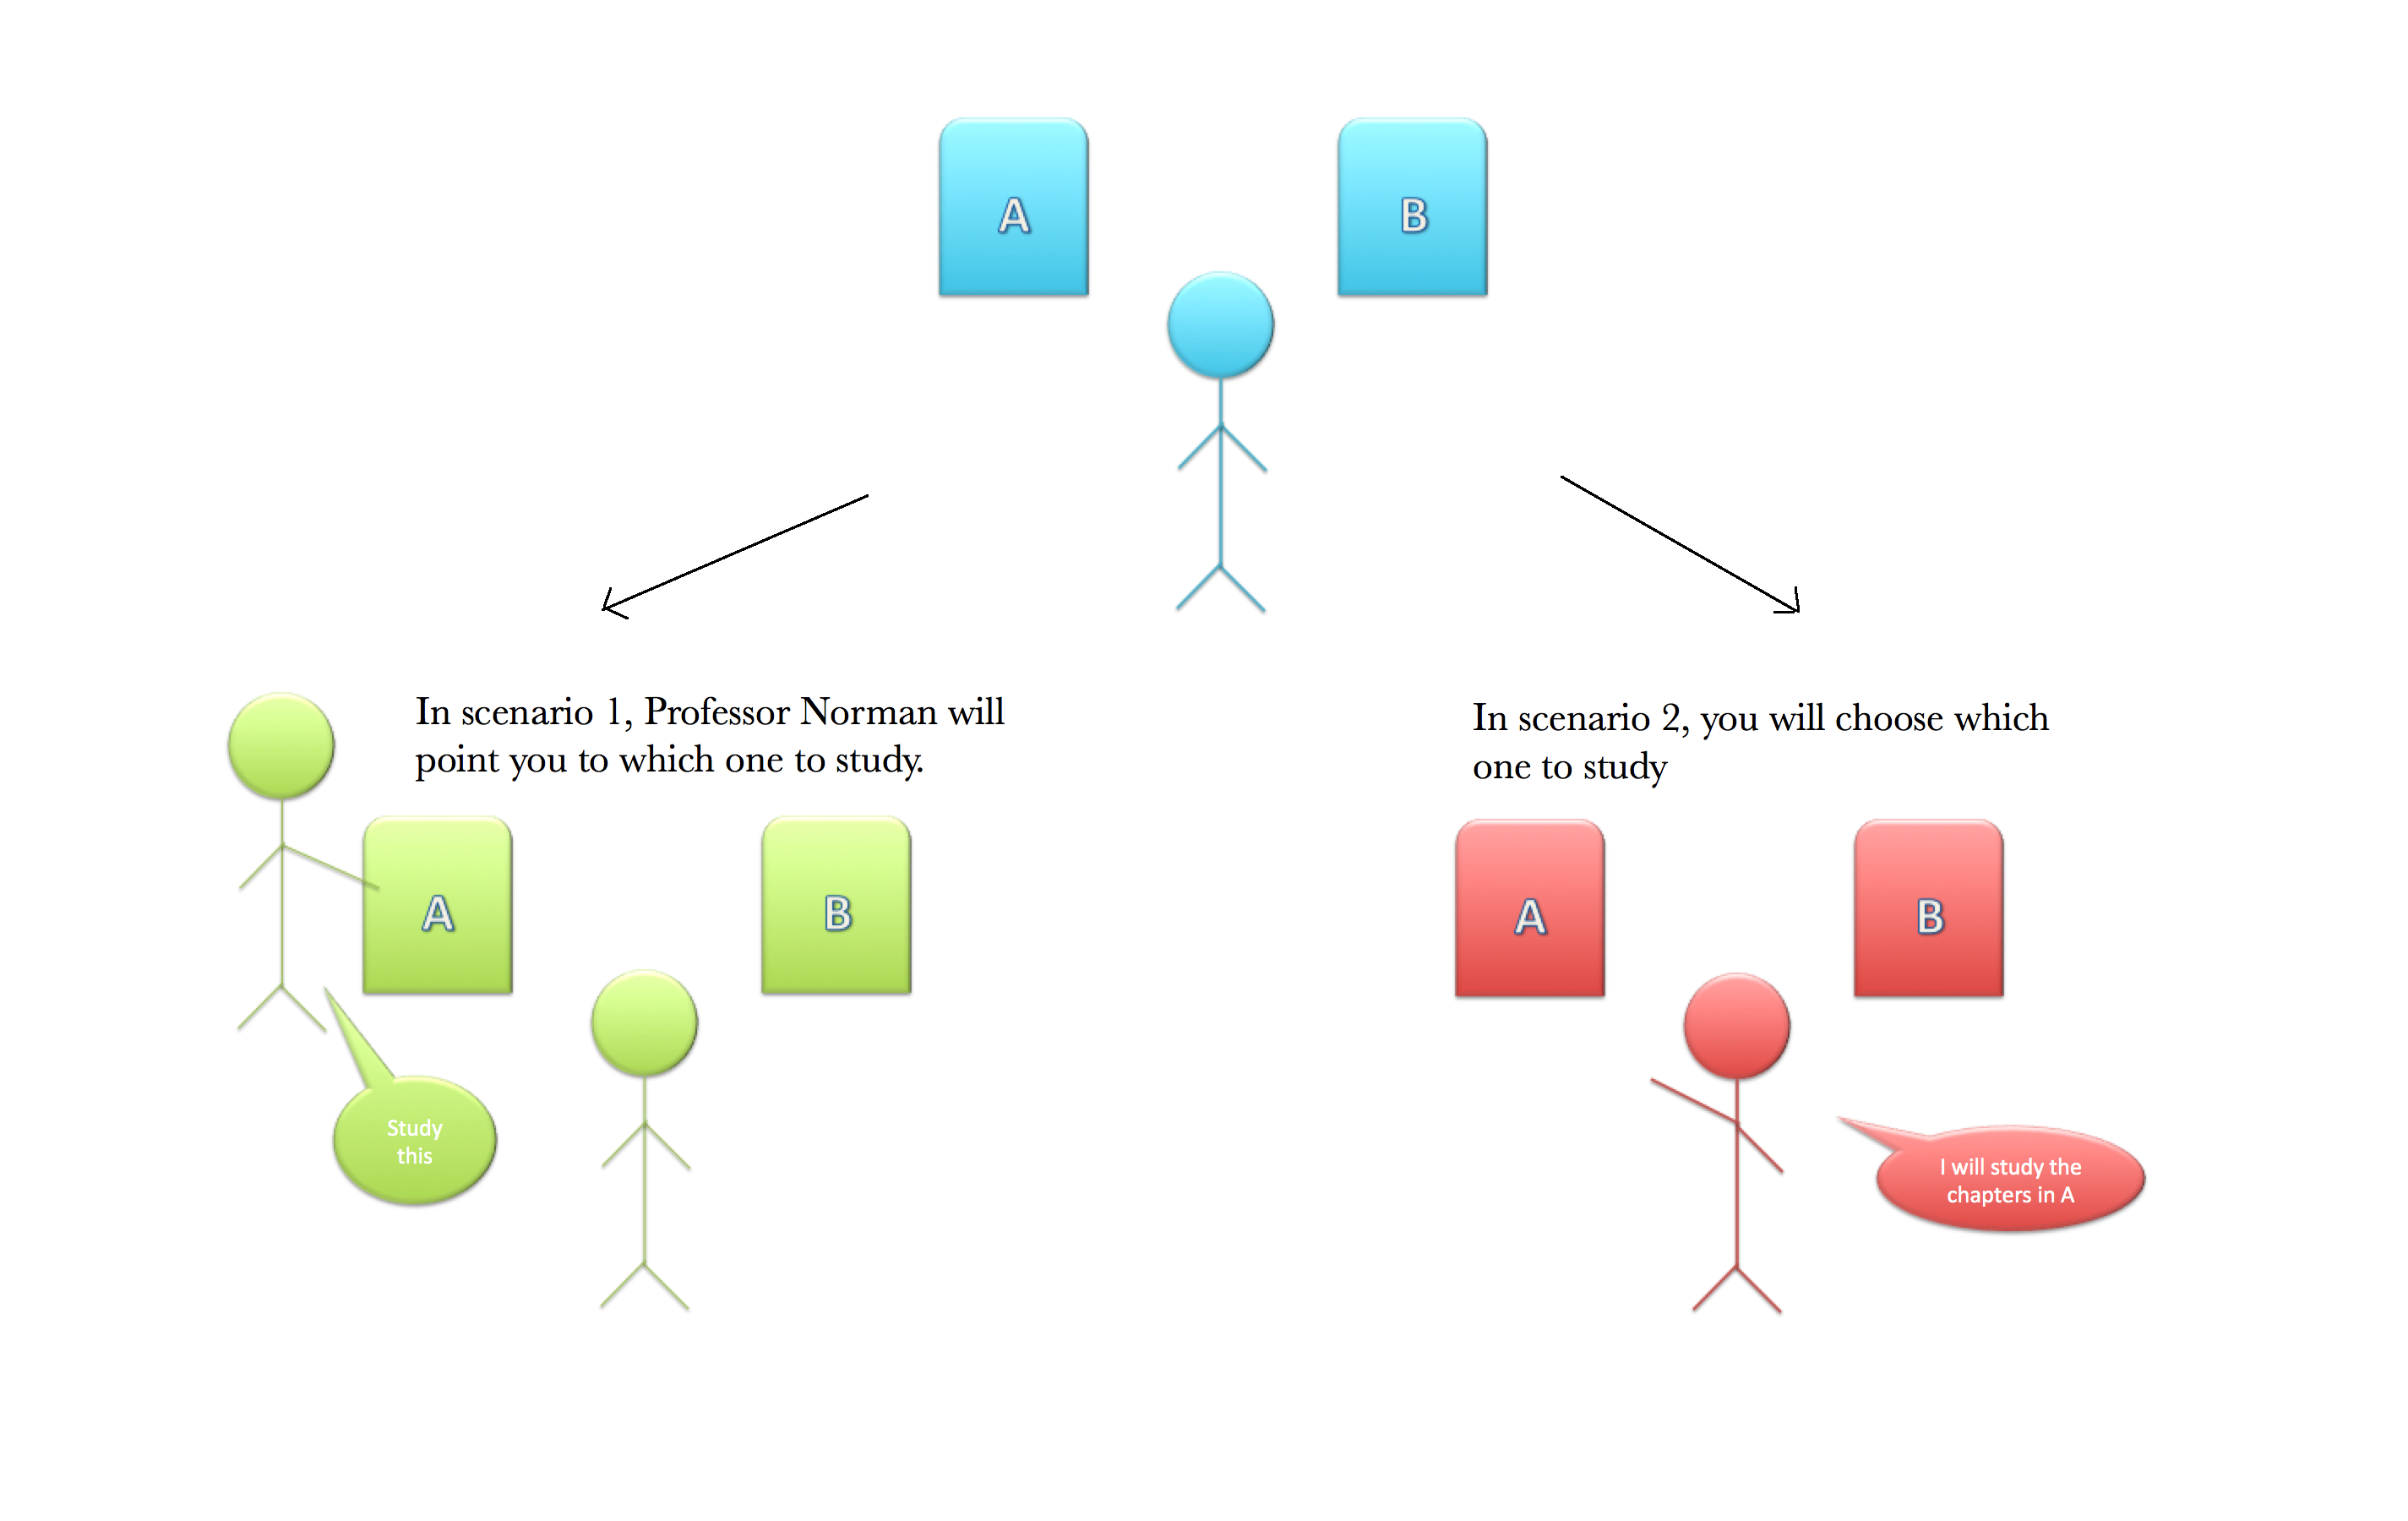 A
B
In scenario 1, Professor Norman will
point you to which one to study.
A
B
Study
this
In scenario 2, you will choose which
one to study
A
B
I will study the
chapters in A